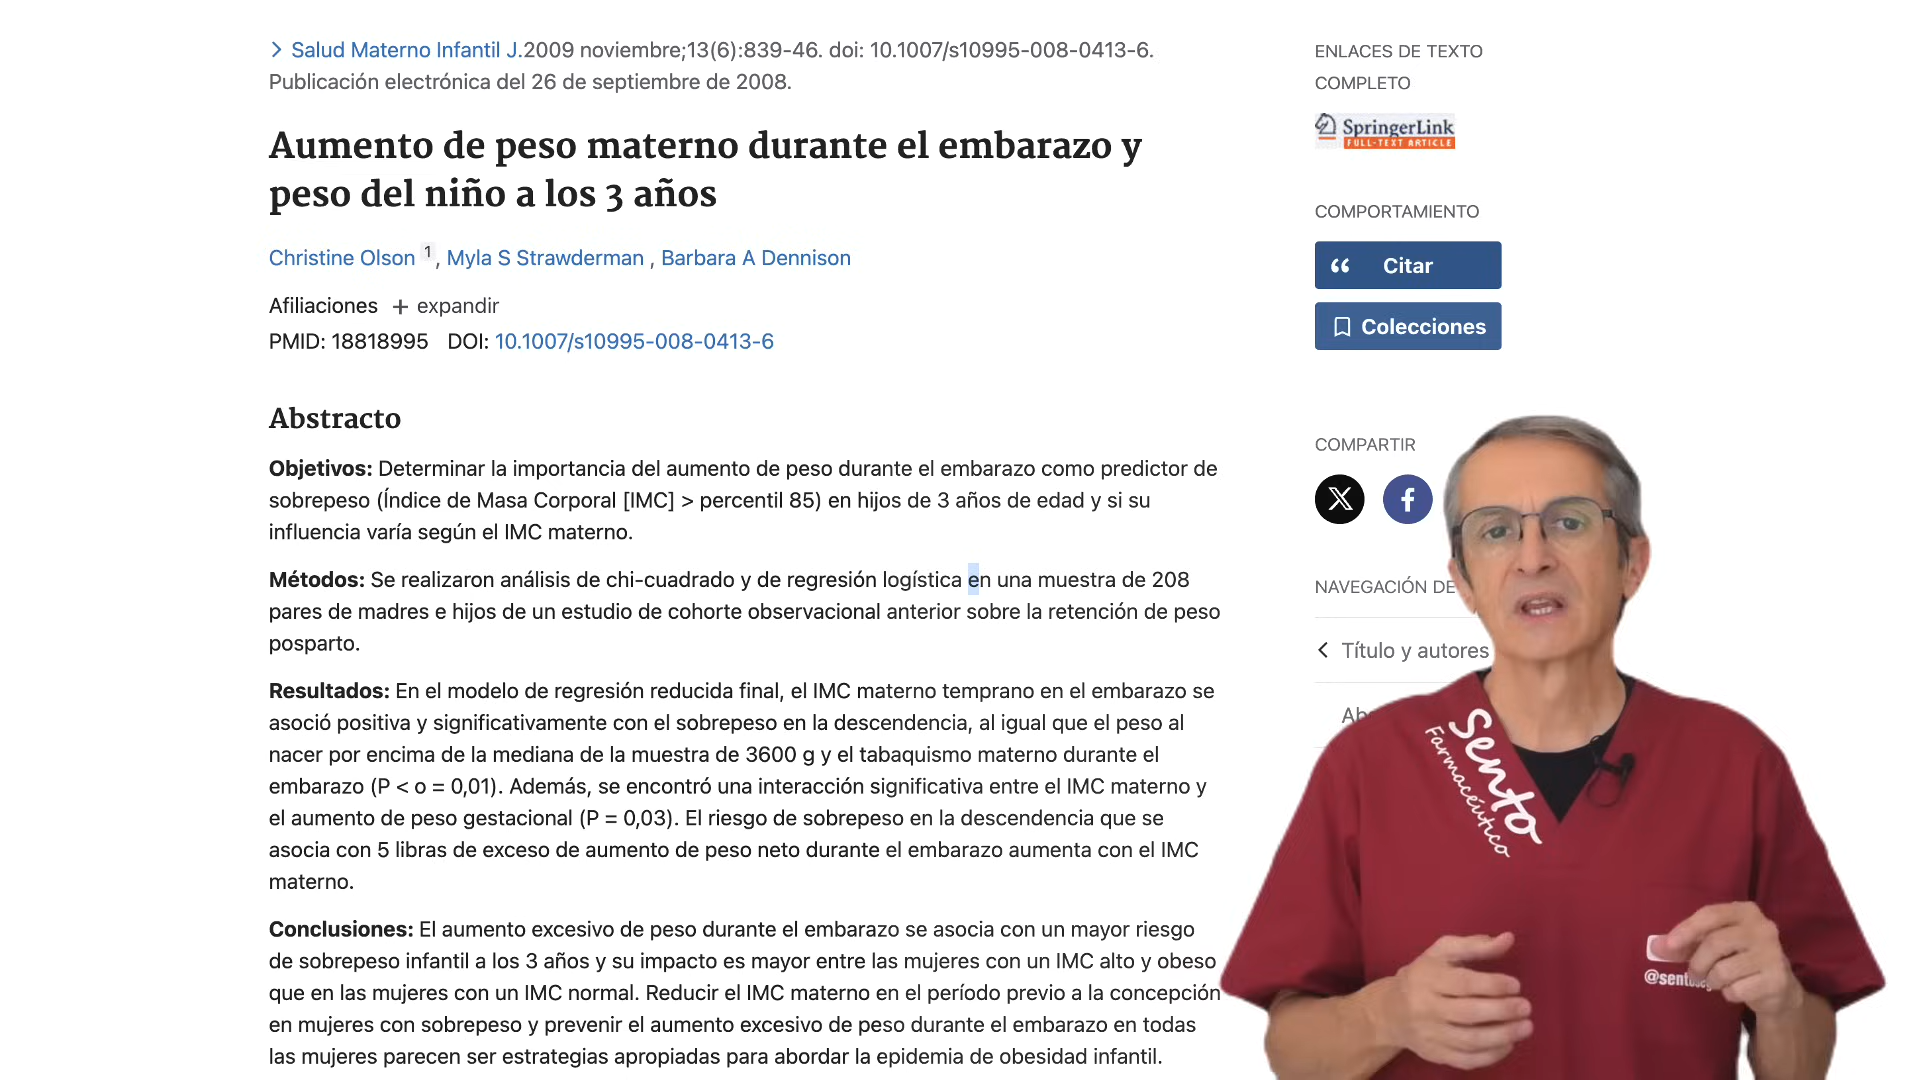 Salud Materno Infantil J.2009 noviembre;13(6):839-46. doi: 10.1007/s10995-008-0413-6.
Publicación electrónica del 26 de septiembre de 2008.
Aumento de peso materno durante el embarazo y
peso del niño a los 3 años
Christine Olson 1, Myla S Strawderman , Barbara A Dennison
Afiliaciones + expandir
PMID: 18818995 DOI: 10.1007/s10995-008-0413-6
Abstracto
Objetivos: Determinar la importancia del aumento de peso durante el embarazo como predictor de
sobrepeso (Índice de Masa Corporal [IMC] > percentil 85) en hijos de 3 años de edad y si su
influencia varía según el IMC materno.
Métodos: Se realizaron análisis de chi-cuadrado y de regresión logística en una muestra de 208
pares de madres e hijos de un estudio de cohorte observacional anterior sobre la retención de peso
posparto.
Resultados: En el modelo de regresión reducida final, el IMC materno temprano en el embarazo se
asoció positiva y significativamente con el sobrepeso en la descendencia, al igual que el peso al
nacer por encima de la mediana de la muestra de 3600 g y el tabaquismo materno durante el
embarazo (P < o = 0,01). Además, se encontró una interacción significativa entre el IMC materno y
el aumento de peso gestacional (P = 0,03). El riesgo de sobrepeso en la descendencia que se
asocia con 5 libras de exceso de aumento de peso neto durante el embarazo aumenta con el IMC
materno.
Conclusiones: El aumento excesivo de peso durante el embarazo se asocia con un mayor riesgo
de sobrepeso infantil a los 3 años y su impacto es mayor entre las mujeres con un IMC alto y obeso
que en las mujeres con un IMC normal. Reducir el IMC materno en el período previo a la concepción
en mujeres con sobrepeso y prevenir el aumento excesivo de peso durante el embarazo en todas
las mujeres parecen ser estrategias apropiadas para abordar la epidemia de obesidad infantil.
ENLACES DE TEXTO
COMPLETO
SpringerLink
FULL-TEXT ARTICLE
COMPORTAMIENTO
Citar
Colecciones
COMPARTIR
NAVEGACIÓN DE
Título y autores
Sento
Farmacéutico